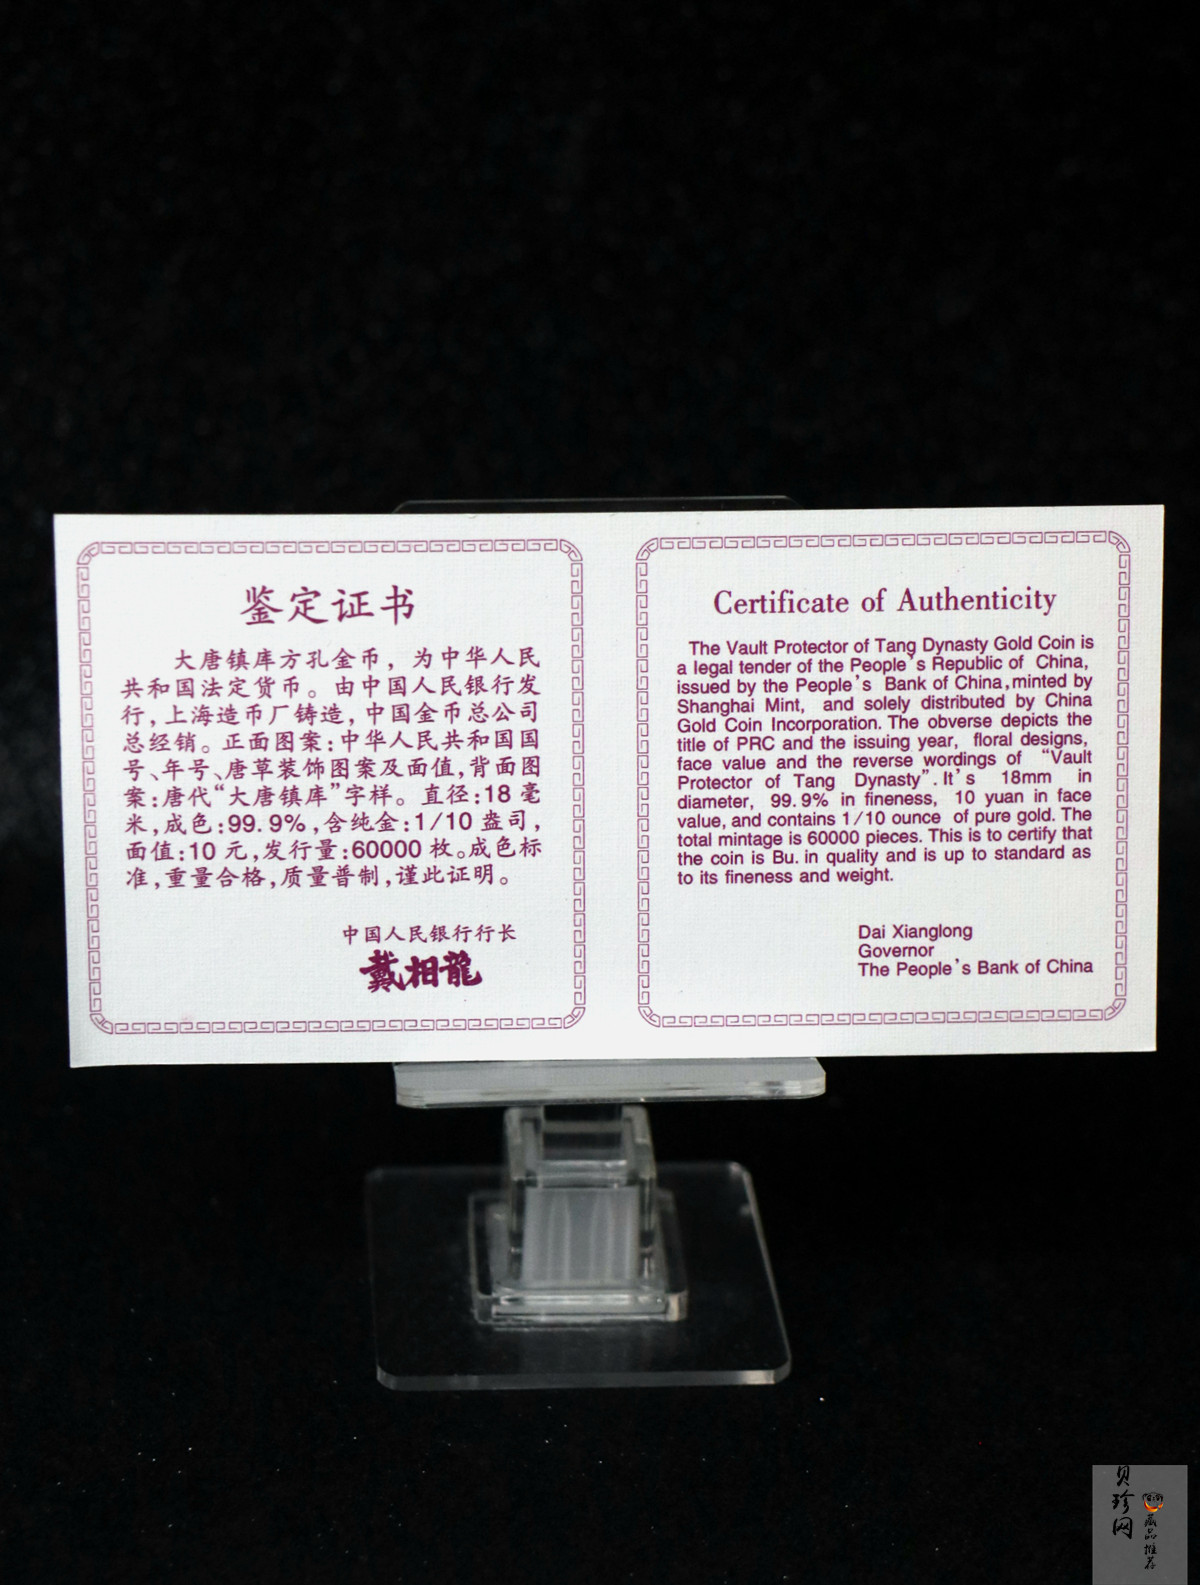 鉴定证书
大唐镇库方孔金币，为中华人民
共和国法定货币。由中国人民银行发
行，上海造币厂铸造，中国金币总公司
总经销。正面图案：中华人民共和国国
号、年号、唐草装饰图案及面值，背面图
案：唐代“大唐镇库”字样。直径：18毫
米，成色：99.9%，含纯金：1/10盎司，
面值：10元，发行量：60000枚。成色标
准，重量合格，质量普制，谨此证明。
中国人民银行行长
戴相龍
Certificate of Authenticity
The Vault Protector of Tang Dynasty Gold Coin is
a legal tender of the People's Republic of China,
issued by the People's Bank of China, minted by
Shanghai Mint, and solely distributed by China
Gold Coin Incorporation. The obverse depicts the
title of PRC and the issuing year, floral designs,
face value and the reverse wordings of "Vault
Protector of Tang Dynasty". It's 18mm in
diameter, 99.9% in fineness, 10 yuan in face
value, and contains 1/10 ounce of pure gold. The
total mintage is 60000 pieces. This is to certify that
the coin is Bu. in quality and is up to standard as
to its fineness and weight.
Dai Xianglong
Governor
The People's Bank of China
贝珍网
藏品推荐